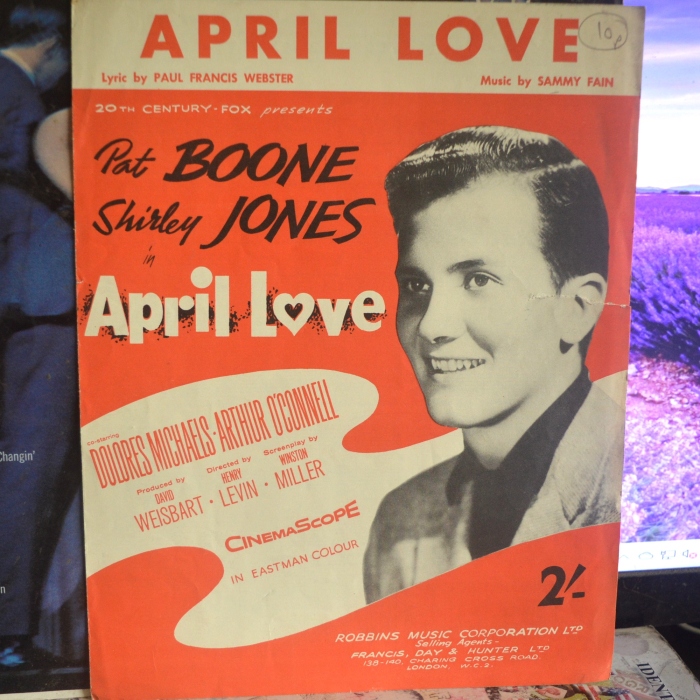 APRIL LOVE
10p
Lyric by PAUL FRANCIS WEBSTER
Music by SAMMY FAIN
20TH CENTURY-FOX presents
Pat BOONE
Shirley JONES
in
April Love
co-starring
DOLORES MICHAELS · ARTHUR O'CONNELL
Produced by
DAVID
WEISBART ·
Directed by
HENRY
LEVIN ·
Screenplay by
WINSTON
MILLER
CINEMASCOPE
IN EASTMAN COLOUR
2/-
ROBBINS MUSIC CORPORATION LTD
Selling Agents-
FRANCIS, DAY & HUNTER LTD
138-140, CHARING CROSS ROAD,
LONDON. W.C.2.
Changin'
IDENT